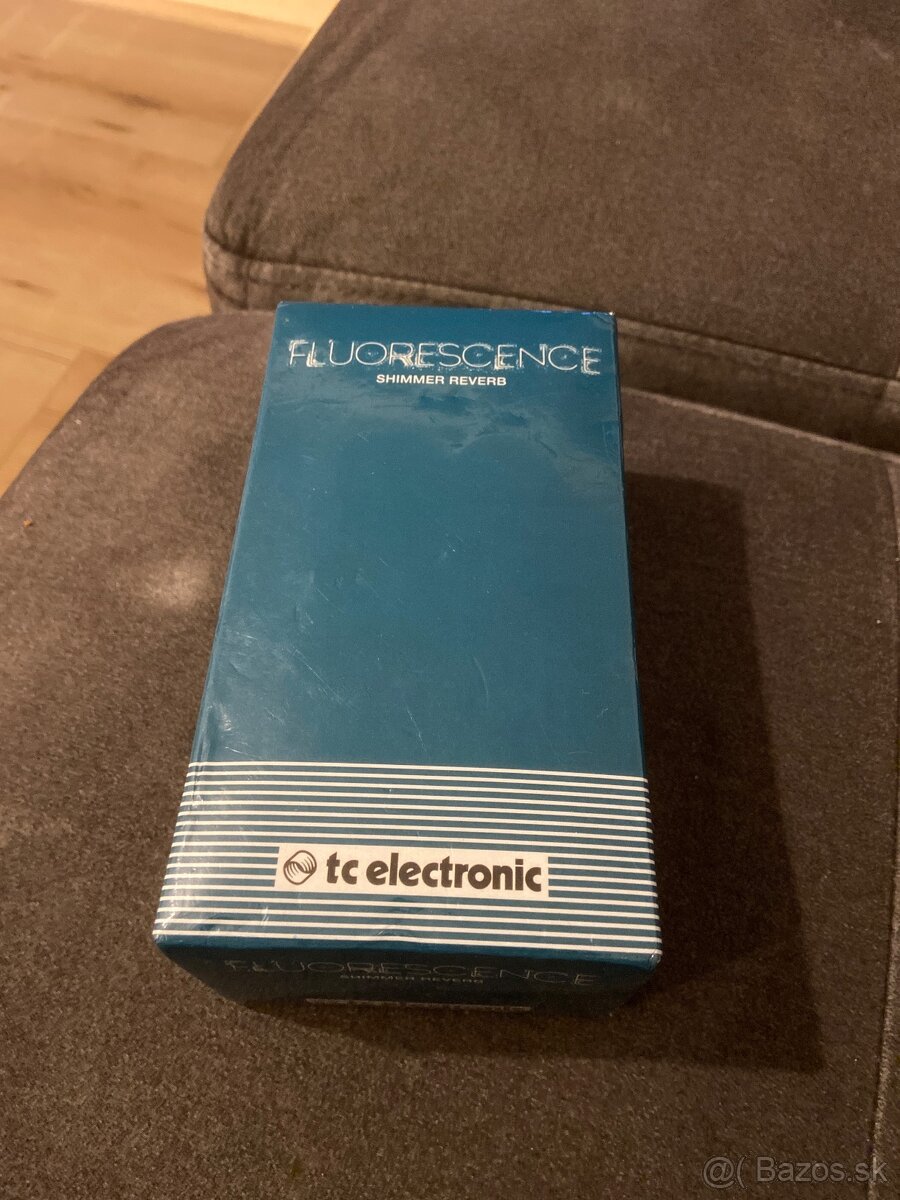 FLUORESCENCE
SHIMMER REVERB
tc electronic
FLUORESCENCE
SHIMMER REVERB
@( Bazos.sk